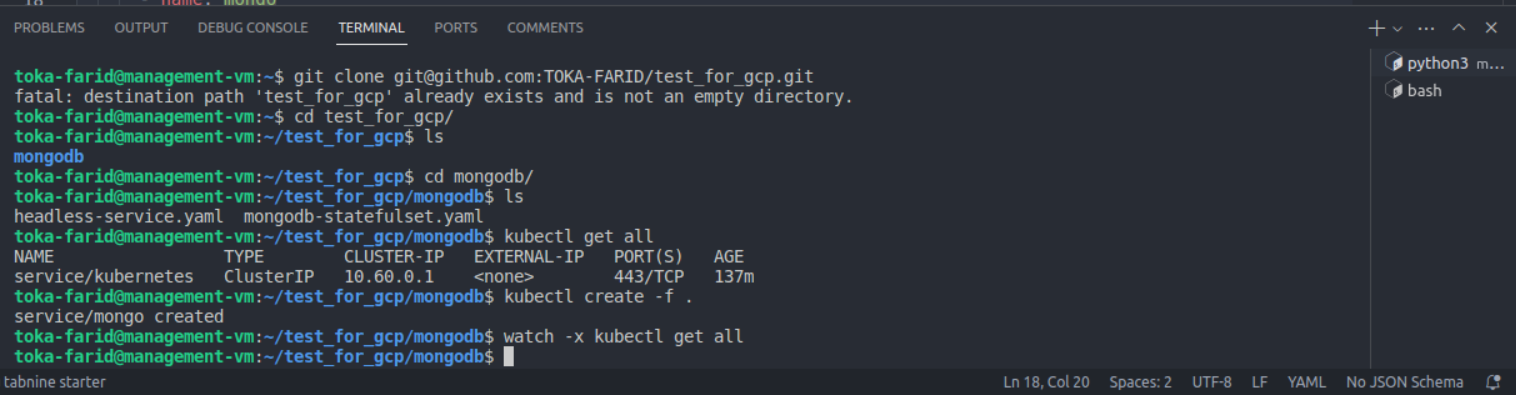 18 - name: mongo
PROBLEMS OUTPUT DEBUG CONSOLE TERMINAL PORTS COMMENTS
toka-farid@management-vm:~$ git clone git@github.com:TOKA-FARID/test_for_gcp.git
fatal: destination path 'test_for_gcp' already exists and is not an empty directory.
toka-farid@management-vm:~$ cd test_for_gcp/
toka-farid@management-vm:~/test_for_gcp$ ls
mongodb
toka-farid@management-vm:~/test_for_gcp$ cd mongodb/
toka-farid@management-vm:~/test_for_gcp/mongodb$ ls
headless-service.yaml  mongodb-statefulset.yaml
toka-farid@management-vm:~/test_for_gcp/mongodb$ kubectl get all
NAME                 TYPE        CLUSTER-IP   EXTERNAL-IP   PORT(S)   AGE
service/kubernetes   ClusterIP   10.60.0.1    <none>        443/TCP   137m
toka-farid@management-vm:~/test_for_gcp/mongodb$ kubectl create -f .
service/mongo created
toka-farid@management-vm:~/test_for_gcp/mongodb$ watch -x kubectl get all
toka-farid@management-vm:~/test_for_gcp/mongodb$
python3 m...
bash
tabnine starter
Ln 18, Col 20 Spaces: 2 UTF-8 LF YAML No JSON Schema